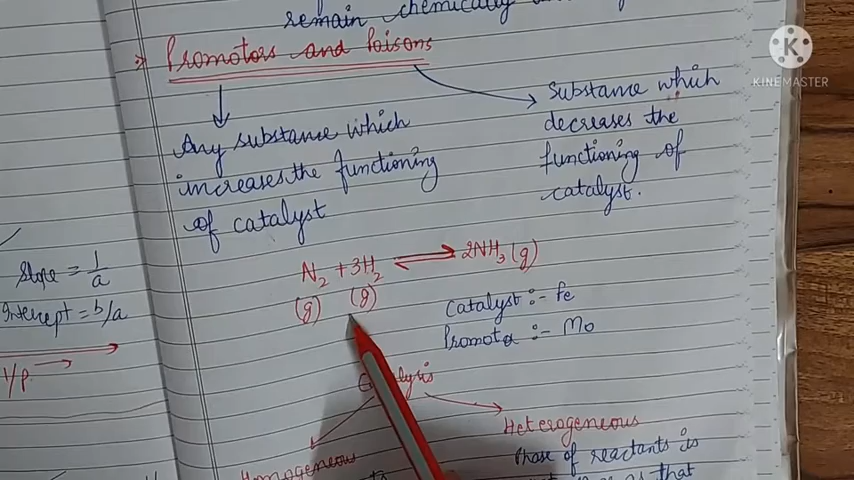 remain chemically
⇒ Promotors and Poisons
Any substance which
increases the functioning
of catalyst
Substance which
decreases the
functioning of
catalyst.
N₂ + 3H₂ ⇌ 2NH₃(g)
(g) (g)
Catalyst :- Fe
Promotor :- Mo
Catalysis
Homogeneous
Heterogeneous
Phase of reactants is
as that
Slope = 1/a
Intercept = b/a
1/P
K
KINEMASTER